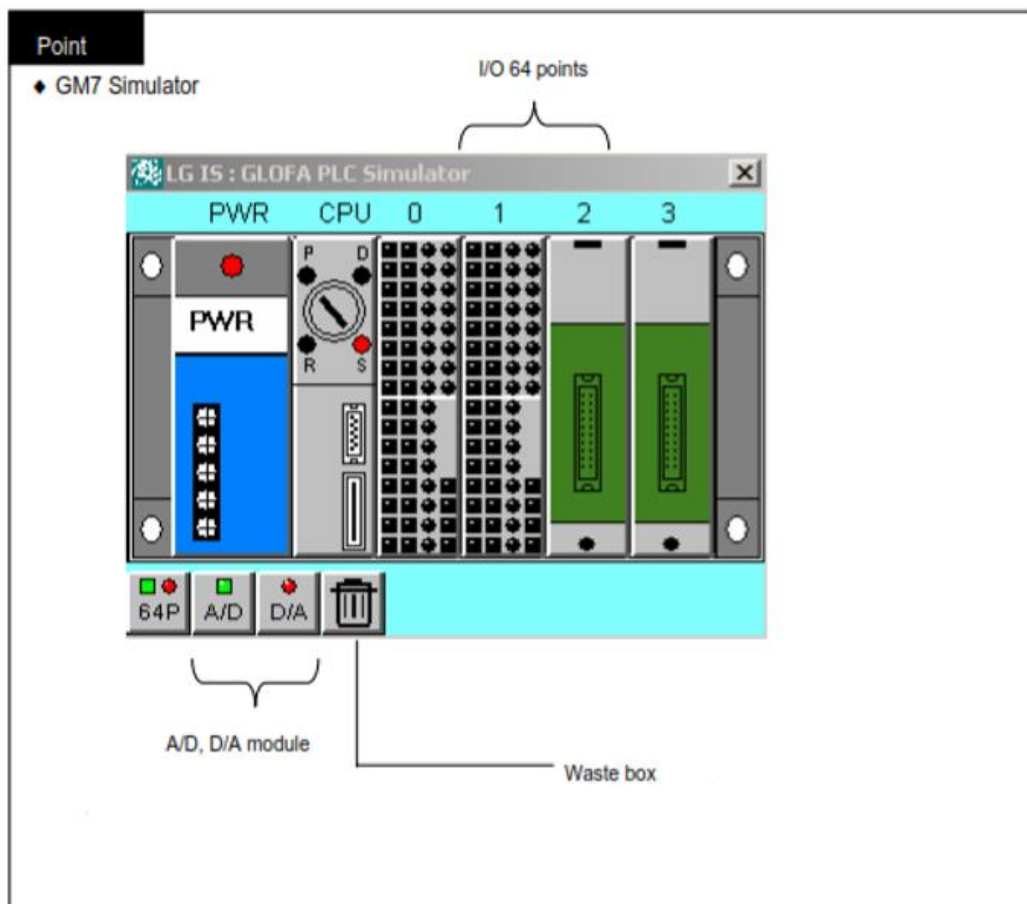 Point
♦ GM7 Simulator
I/O 64 points
LG IS : GLOFA PLC Simulator
PWR CPU 0 1 2 3
P D
PWR
R S
64P A/D D/A
A/D, D/A module
Waste box